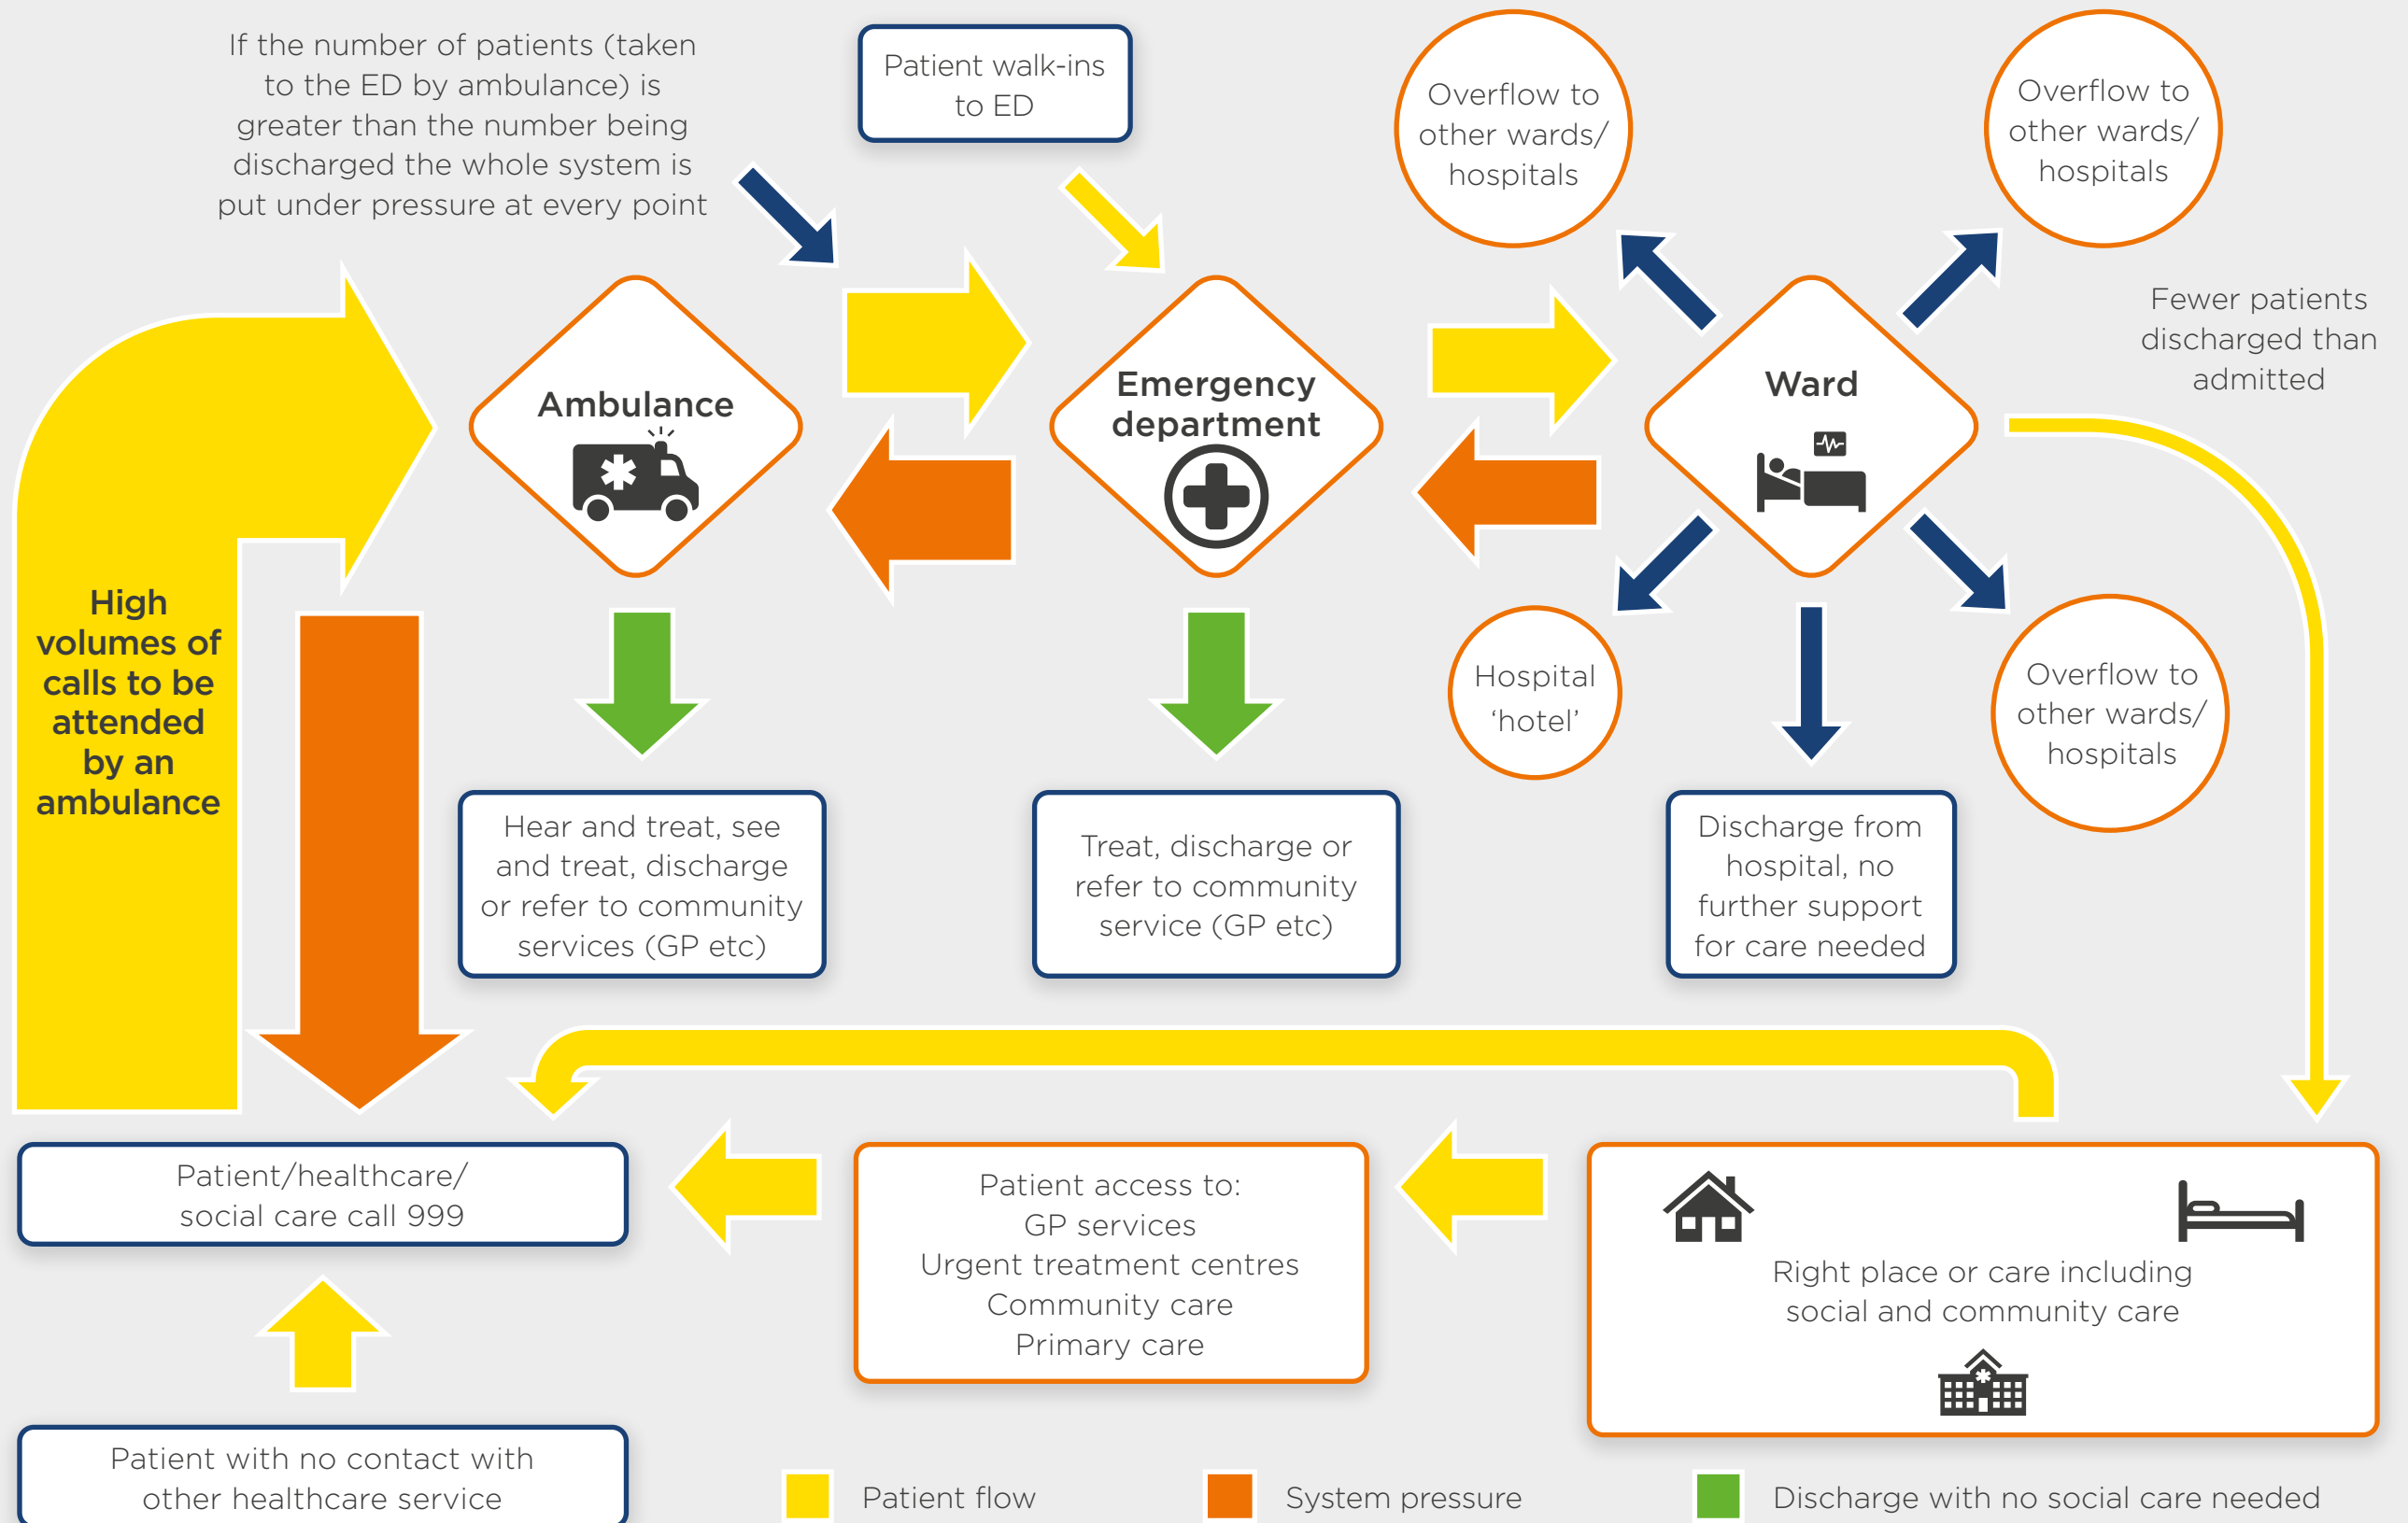 If the number of patients (taken
to the ED by ambulance) is
greater than the number being
discharged the whole system is
put under pressure at every point
Patient walk-ins
to ED
Overflow to
other wards/
hospitals
Overflow to
other wards/
hospitals
Fewer patients
discharged than
admitted
Ambulance
Emergency
department
Ward
High
volumes of
calls to be
attended
by an
ambulance
Hospital
‘hotel’
Overflow to
other wards/
hospitals
Hear and treat, see
and treat, discharge
or refer to community
services (GP etc)
Treat, discharge or
refer to community
service (GP etc)
Discharge from
hospital, no
further support
for care needed
Patient/healthcare/
social care call 999
Patient access to:
GP services
Urgent treatment centres
Community care
Primary care
Right place or care including
social and community care
Patient with no contact with
other healthcare service
Patient flow
System pressure
Discharge with no social care needed